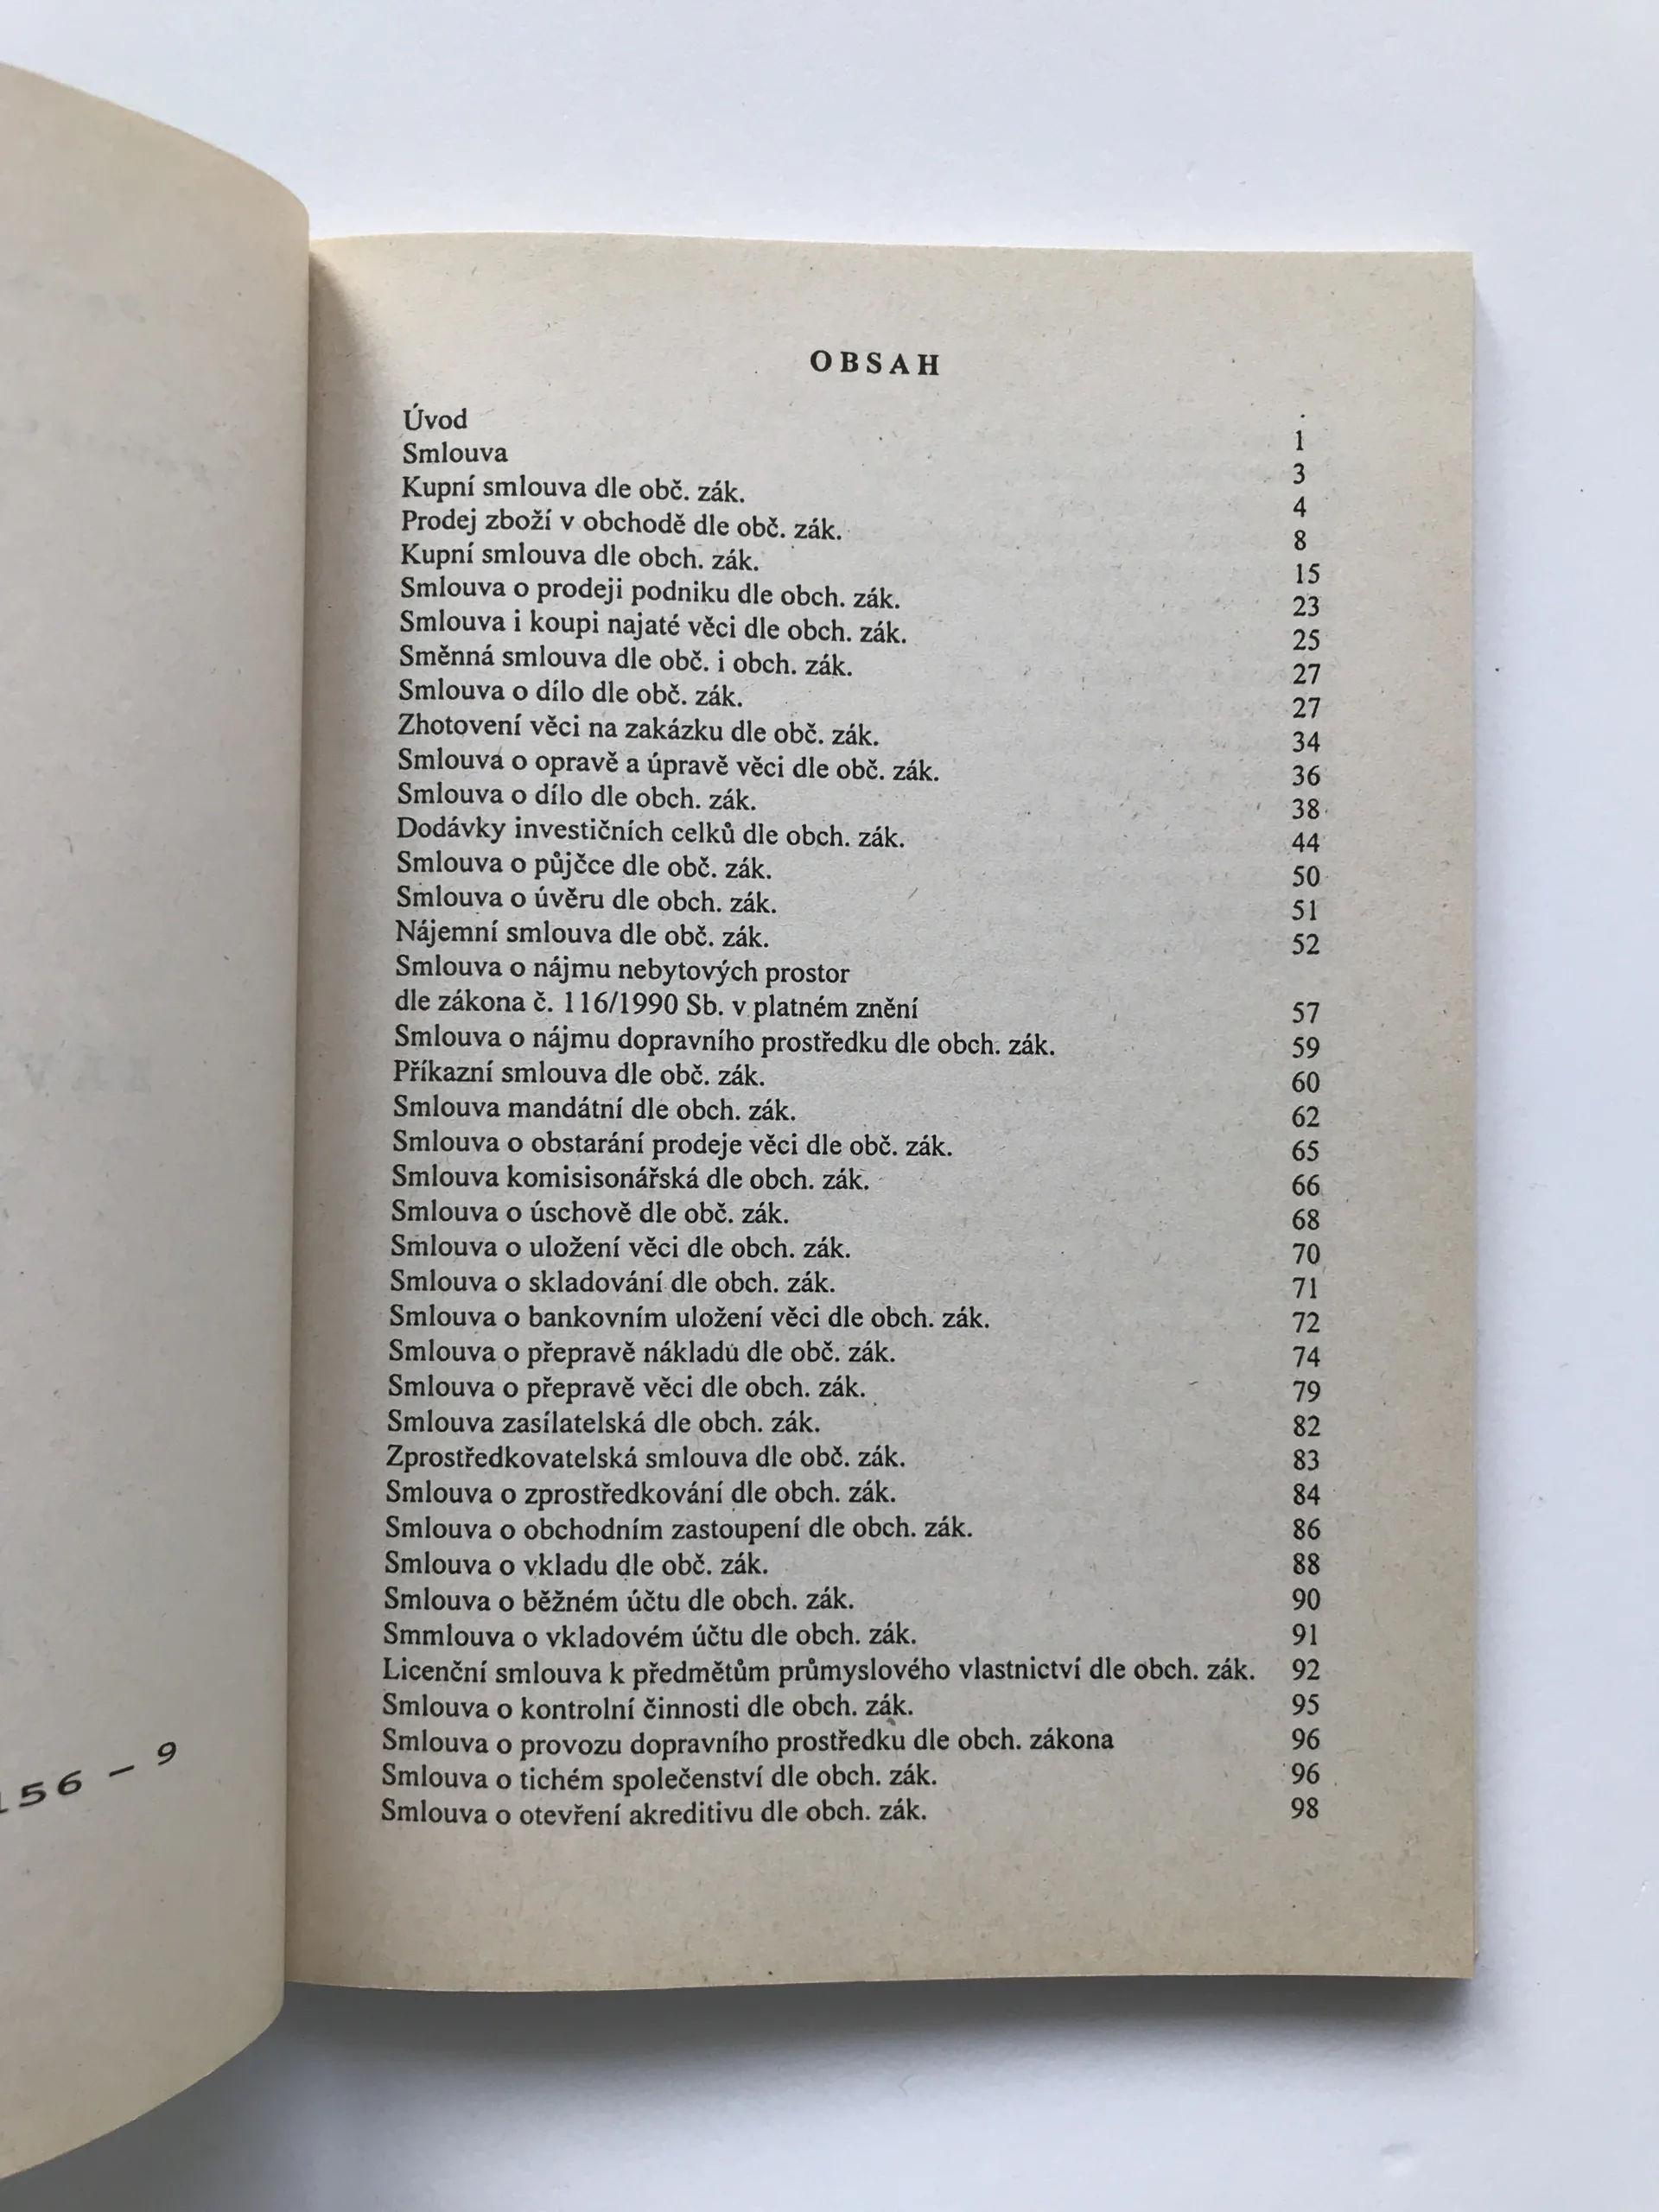 156 – 9
OBSAH
Úvod 1
Smlouva 3
Kupní smlouva dle obč. zák. 4
Prodej zboží v obchodě dle obč. zák. 8
Kupní smlouva dle obch. zák. 15
Smlouva o prodeji podniku dle obch. zák. 23
Smlouva i koupi najaté věci dle obch. zák. 25
Směnná smlouva dle obč. i obch. zák. 27
Smlouva o dílo dle obč. zák. 27
Zhotovení věci na zakázku dle obč. zák. 34
Smlouva o opravě a úpravě věci dle obč. zák. 36
Smlouva o dílo dle obch. zák. 38
Dodávky investičních celků dle obch. zák. 44
Smlouva o půjčce dle obč. zák. 50
Smlouva o úvěru dle obch. zák. 51
Nájemní smlouva dle obč. zák. 52
Smlouva o nájmu nebytových prostor
dle zákona č. 116/1990 Sb. v platném znění 57
Smlouva o nájmu dopravního prostředku dle obch. zák. 59
Příkazní smlouva dle obč. zák. 60
Smlouva mandátní dle obch. zák. 62
Smlouva o obstarání prodeje věci dle obč. zák. 65
Smlouva komisisonářská dle obch. zák. 66
Smlouva o úschově dle obč. zák. 68
Smlouva o uložení věci dle obch. zák. 70
Smlouva o skladování dle obch. zák. 71
Smlouva o bankovním uložení věci dle obch. zák. 72
Smlouva o přepravě nákladu dle obč. zák. 74
Smlouva o přepravě věci dle obch. zák. 79
Smlouva zasílatelská dle obch. zák. 82
Zprostředkovatelská smlouva dle obč. zák. 83
Smlouva o zprostředkování dle obch. zák. 84
Smlouva o obchodním zastoupení dle obch. zák. 86
Smlouva o vkladu dle obč. zák. 88
Smlouva o běžném účtu dle obch. zák. 90
Smmlouva o vkladovém účtu dle obch. zák. 91
Licenční smlouva k předmětům průmyslového vlastnictví dle obch. zák. 92
Smlouva o kontrolní činnosti dle obch. zák. 95
Smlouva o provozu dopravního prostředku dle obch. zákona 96
Smlouva o tichém společenství dle obch. zák. 96
Smlouva o otevření akreditivu dle obch. zák. 98